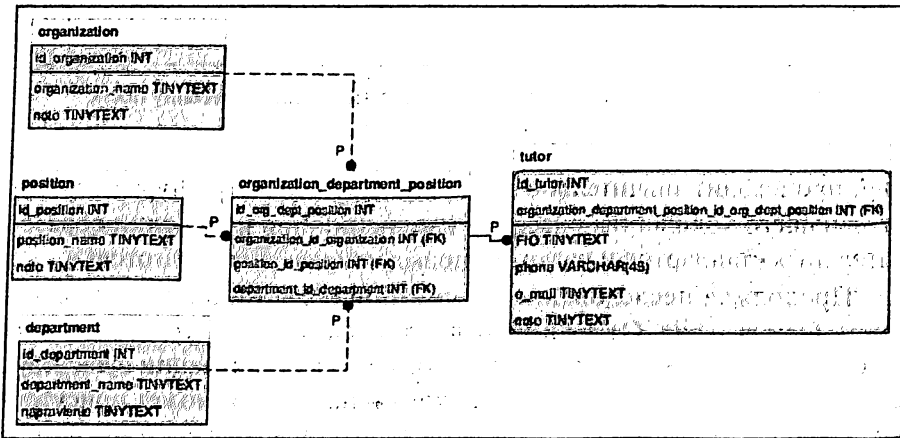 organization
id_organization INT
organization_name TINYTEXT
note TINYTEXT
P
position
id_position INT
position_name TINYTEXT
note TINYTEXT
P
organization_department_position
id_org_dept_position INT
organization_id_organization INT (FK)
position_id_position INT (FK)
department_id_department INT (FK)
P
department
id_department INT
department_name TINYTEXT
napravlenie TINYTEXT
P
tutor
id_tutor INT
organization_department_position_id_org_dept_position INT (FK)
FIO TINYTEXT
phone VARCHAR(45)
e_mail TINYTEXT
note TINYTEXT